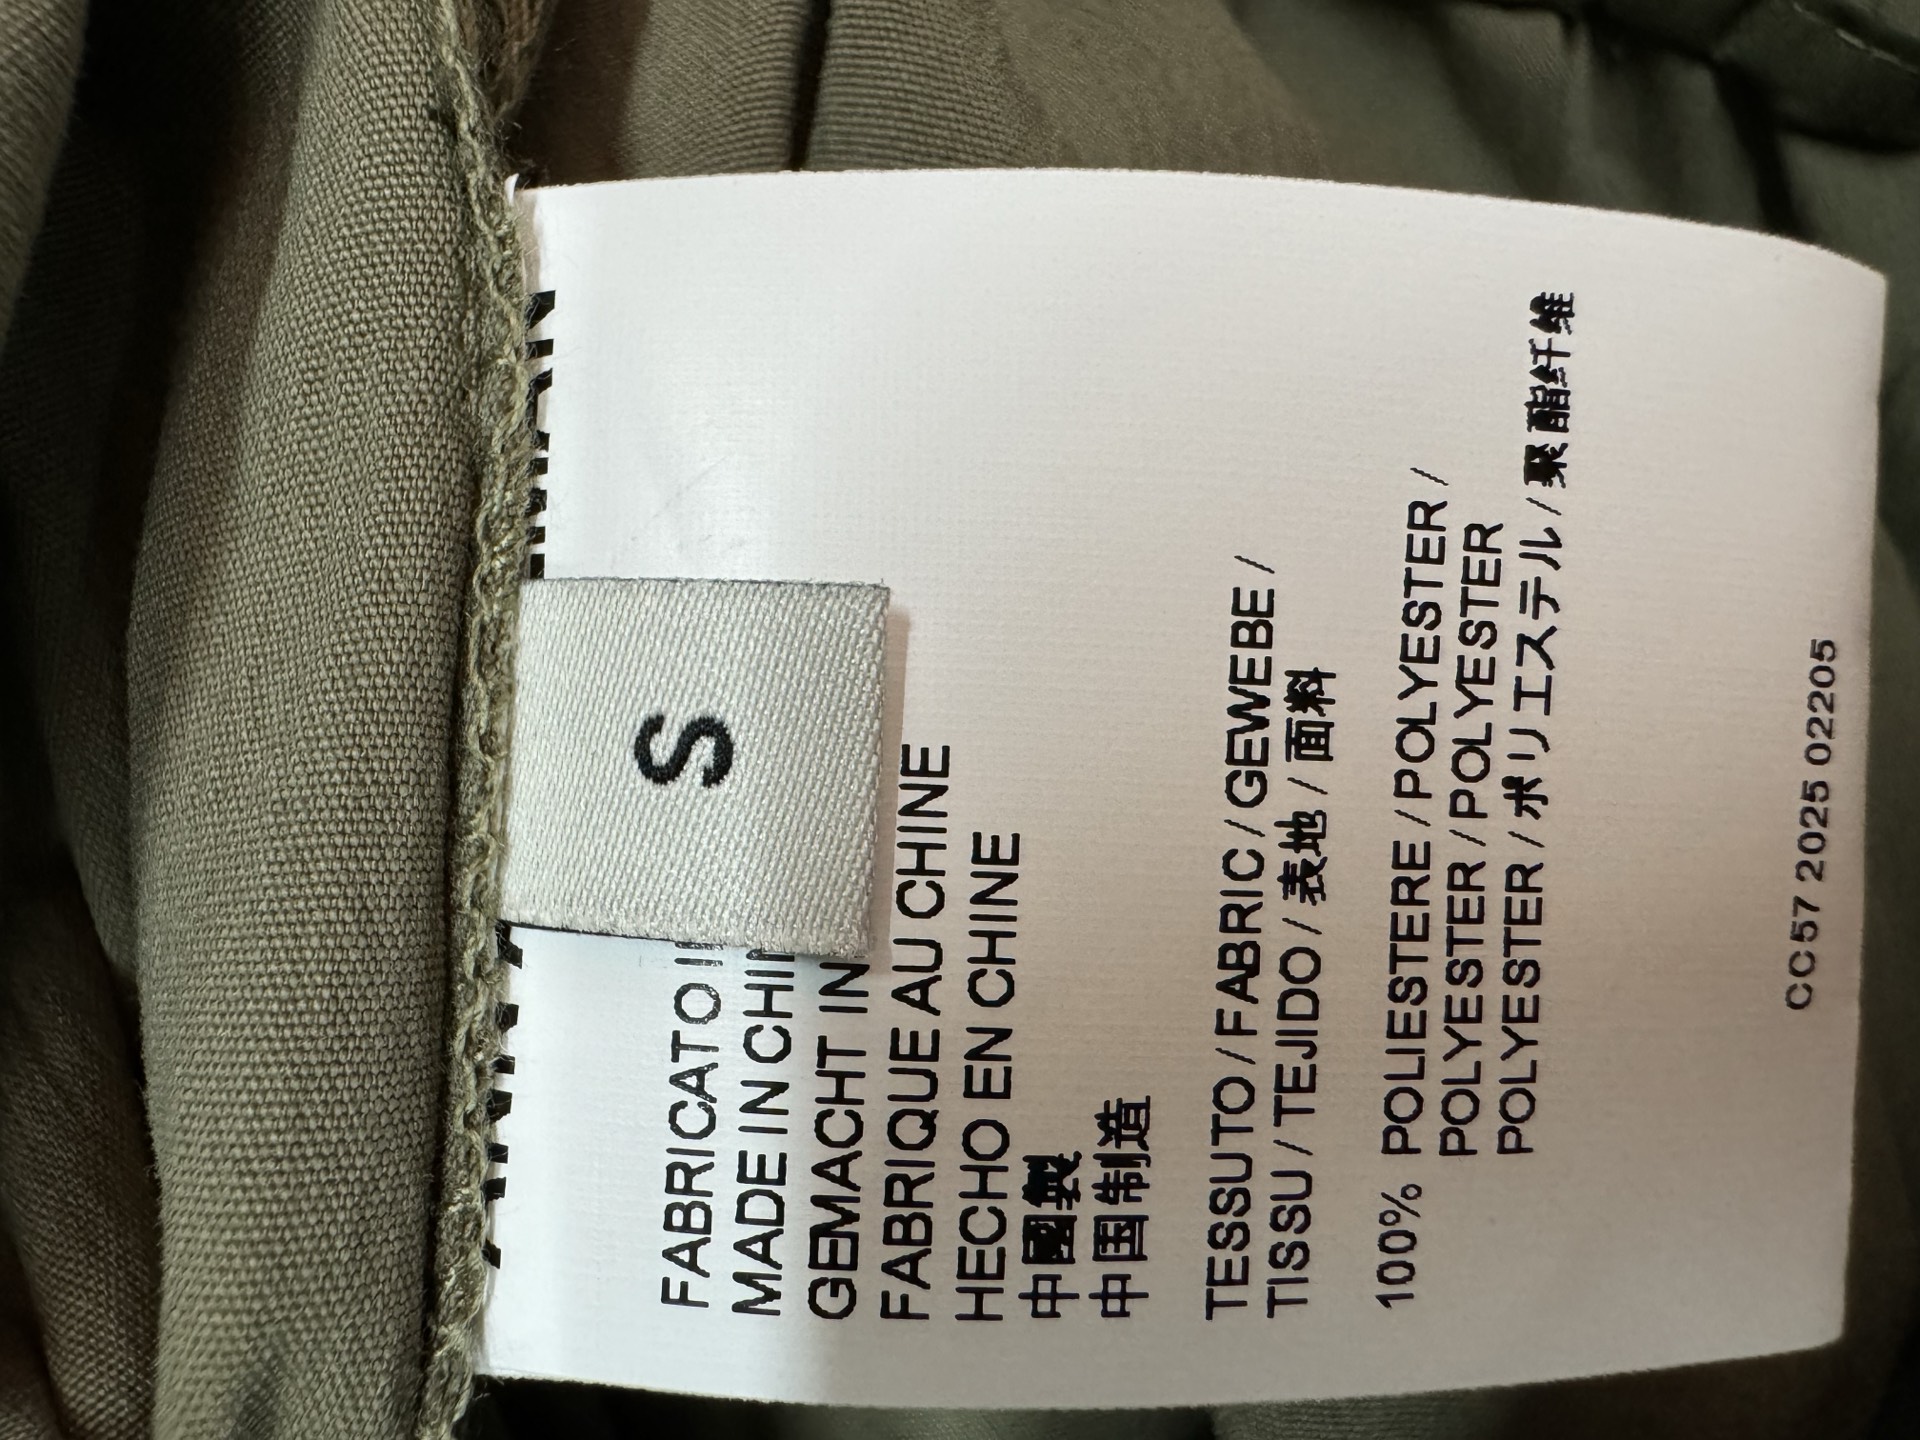 S
FABRICATO
MADE IN
GEMACHT IN
FABRIQUE AU CHINE
HECHO EN CHINE
中國製
中国制造
TESSUTO / FABRIC / GEWEBE /
TISSU / TEJIDO / 表地 / 面料
100% POLIESTERE / POLYESTER /
POLYESTER / POLYESTER
POLYESTER / ポリエステル / 聚酯纤维
CC57 2025 02205